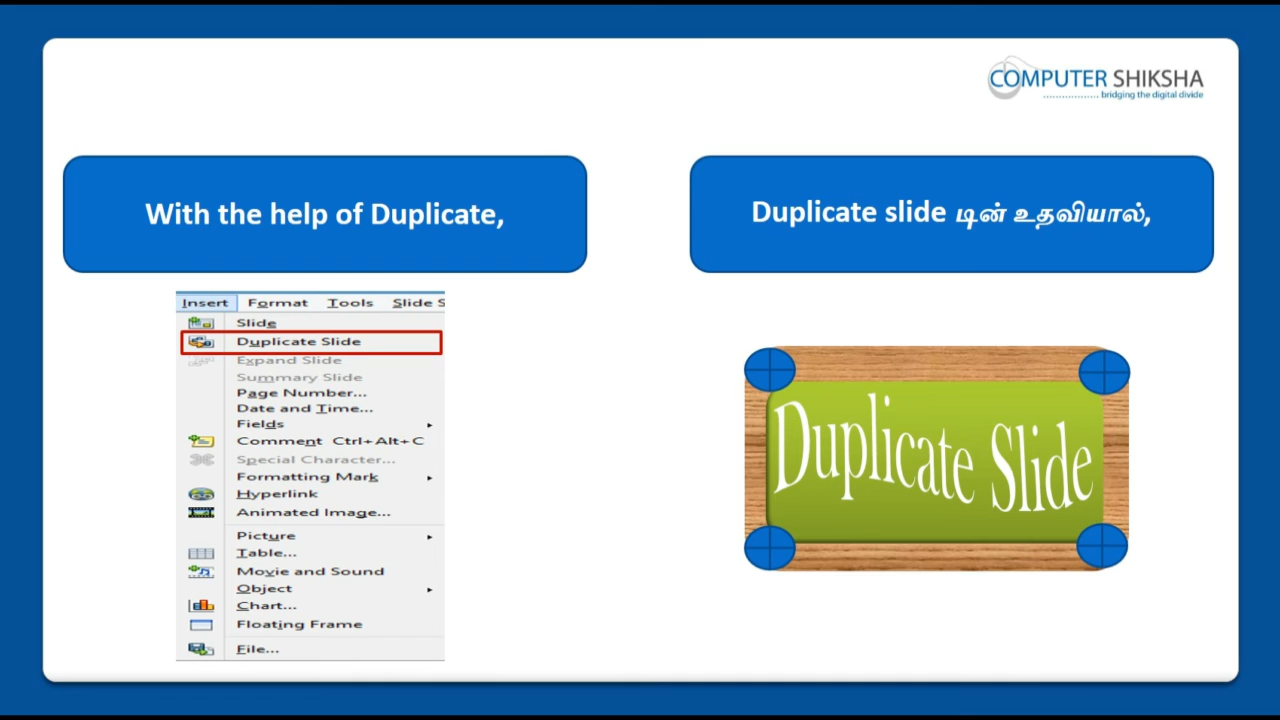 COMPUTER SHIKSHA
bridging the digital divide
With the help of Duplicate,
Duplicate slide டின் உதவியால்,
Insert Format Tools Slide S
Slide
Duplicate Slide
Expand Slide
Summary Slide
Page Number...
Date and Time...
Fields
Comment Ctrl+Alt+C
Special Character...
Formatting Mark
Hyperlink
Animated Image...
Picture
Table...
Movie and Sound
Object
Chart...
Floating Frame
File...
Duplicate Slide